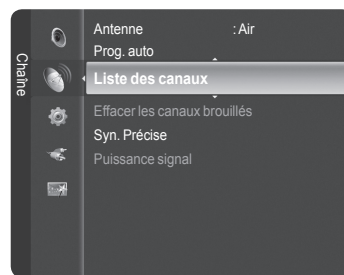 Chaîne
Antenne : Air
Prog. auto
Liste des canaux
Effacer les canaux brouillés
Syn. Précise
Puissance signal